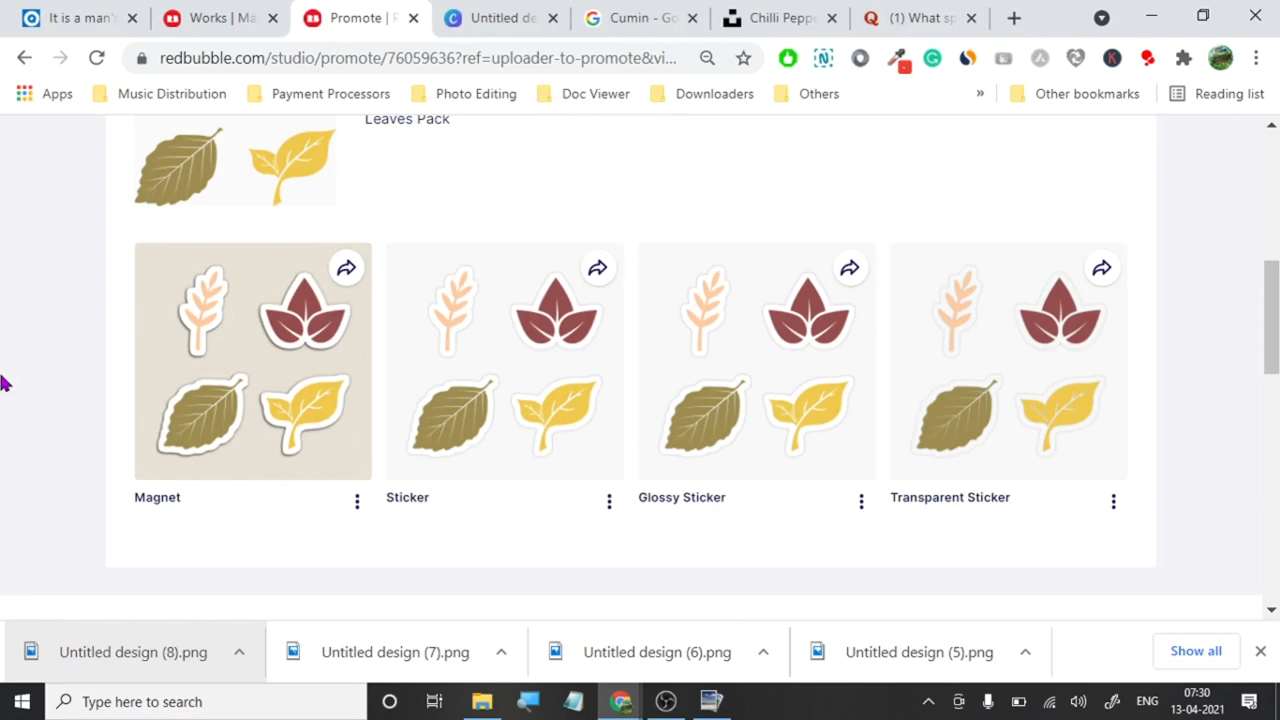 It is a man's
Works | Ma
Promote | R
Untitled de
Cumin - Go
Chilli Peppe
(1) What sp
redbubble.com/studio/promote/76059636?ref=uploader-to-promote&vi...
Apps
Music Distribution
Payment Processors
Photo Editing
Doc Viewer
Downloaders
Others
»
Other bookmarks
Reading list
Leaves Pack
Magnet
Sticker
Glossy Sticker
Transparent Sticker
Untitled design (8).png
Untitled design (7).png
Untitled design (6).png
Untitled design (5).png
Show all
Type here to search
ENG
07:30
13-04-2021